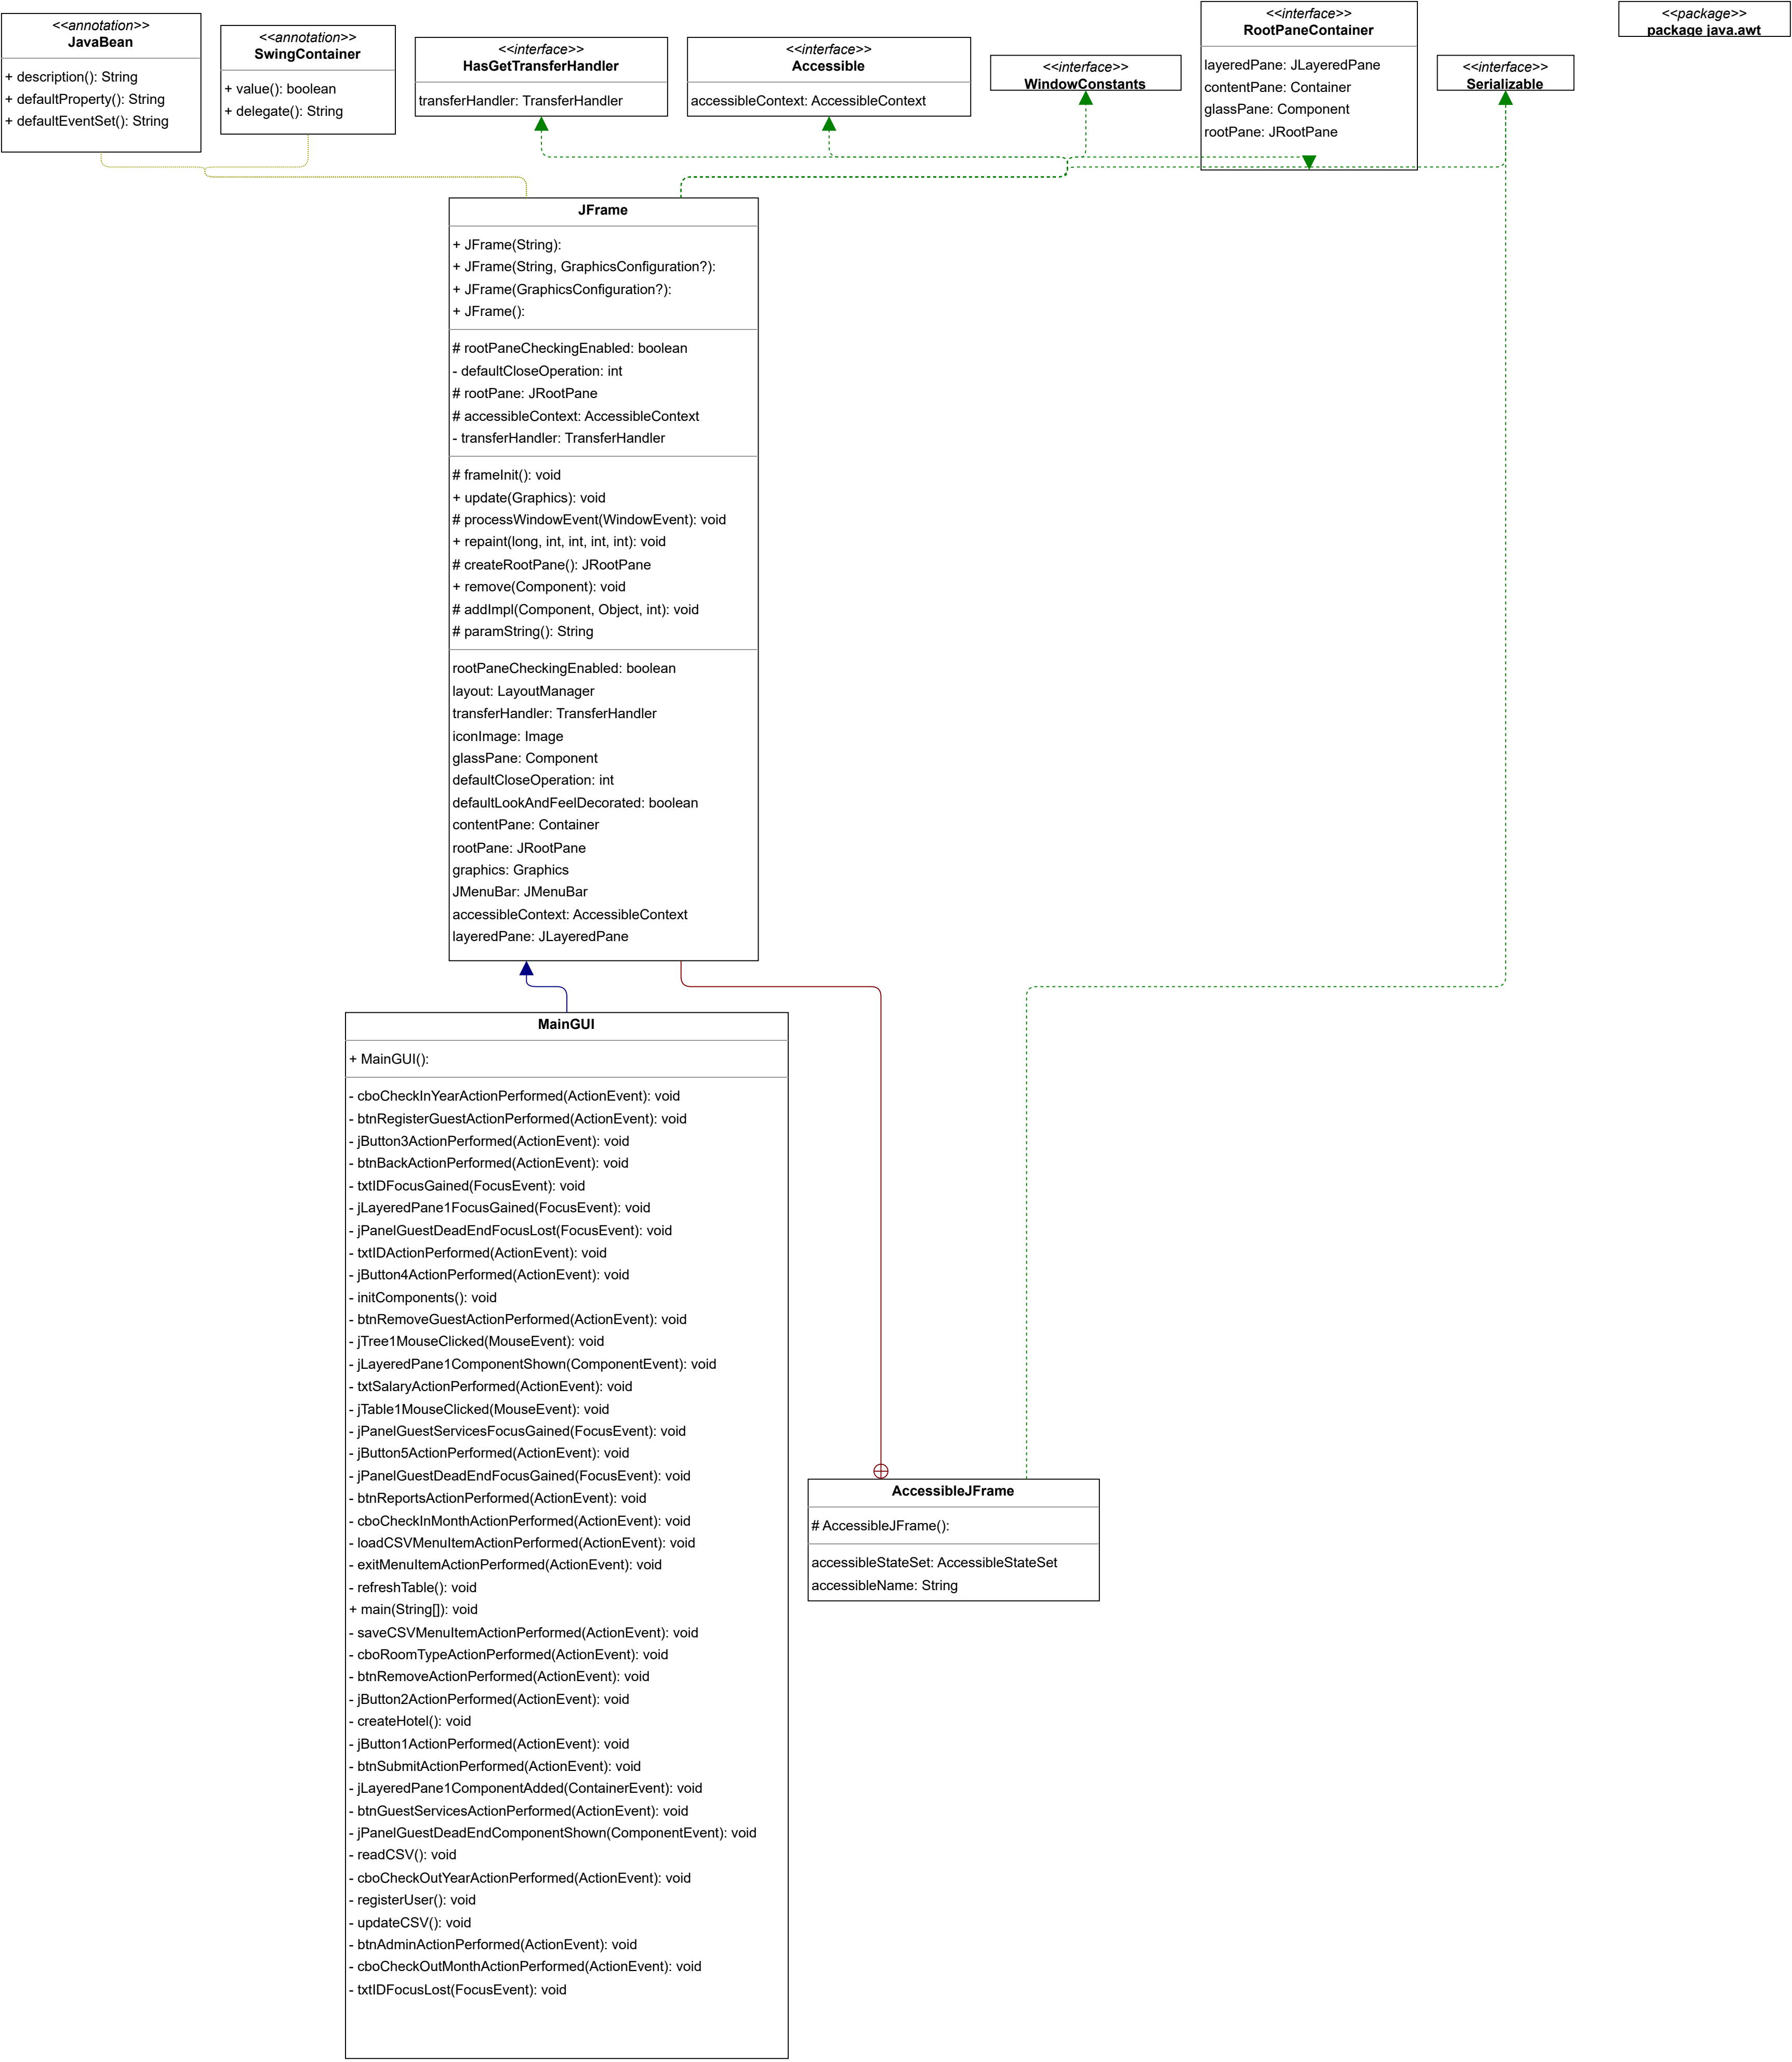 <<annotation>>
JavaBean
+ description(): String
+ defaultProperty(): String
+ defaultEventSet(): String
<<annotation>>
SwingContainer
+ value(): boolean
+ delegate(): String
<<interface>>
HasGetTransferHandler
transferHandler: TransferHandler
<<interface>>
Accessible
accessibleContext: AccessibleContext
<<interface>>
WindowConstants
<<interface>>
RootPaneContainer
layeredPane: JLayeredPane
contentPane: Container
glassPane: Component
rootPane: JRootPane
<<interface>>
Serializable
<<package>>
package java.awt
JFrame
+ JFrame(String):
+ JFrame(String, GraphicsConfiguration?):
+ JFrame(GraphicsConfiguration?):
+ JFrame():
# rootPaneCheckingEnabled: boolean
- defaultCloseOperation: int
# rootPane: JRootPane
# accessibleContext: AccessibleContext
- transferHandler: TransferHandler
# frameInit(): void
+ update(Graphics): void
# processWindowEvent(WindowEvent): void
+ repaint(long, int, int, int, int): void
# createRootPane(): JRootPane
+ remove(Component): void
# addImpl(Component, Object, int): void
# paramString(): String
rootPaneCheckingEnabled: boolean
layout: LayoutManager
transferHandler: TransferHandler
iconImage: Image
glassPane: Component
defaultCloseOperation: int
defaultLookAndFeelDecorated: boolean
contentPane: Container
rootPane: JRootPane
graphics: Graphics
JMenuBar: JMenuBar
accessibleContext: AccessibleContext
layeredPane: JLayeredPane
MainGUI
+ MainGUI():
- cboCheckInYearActionPerformed(ActionEvent): void
- btnRegisterGuestActionPerformed(ActionEvent): void
- jButton3ActionPerformed(ActionEvent): void
- btnBackActionPerformed(ActionEvent): void
- txtIDFocusGained(FocusEvent): void
- jLayeredPane1FocusGained(FocusEvent): void
- jPanelGuestDeadEndFocusLost(FocusEvent): void
- txtIDActionPerformed(ActionEvent): void
- jButton4ActionPerformed(ActionEvent): void
- initComponents(): void
- btnRemoveGuestActionPerformed(ActionEvent): void
- jTree1MouseClicked(MouseEvent): void
- jLayeredPane1ComponentShown(ComponentEvent): void
- txtSalaryActionPerformed(ActionEvent): void
- jTable1MouseClicked(MouseEvent): void
- jPanelGuestServicesFocusGained(FocusEvent): void
- jButton5ActionPerformed(ActionEvent): void
- jPanelGuestDeadEndFocusGained(FocusEvent): void
- btnReportsActionPerformed(ActionEvent): void
- cboCheckInMonthActionPerformed(ActionEvent): void
- loadCSVMenuItemActionPerformed(ActionEvent): void
- exitMenuItemActionPerformed(ActionEvent): void
- refreshTable(): void
+ main(String[]): void
- saveCSVMenuItemActionPerformed(ActionEvent): void
- cboRoomTypeActionPerformed(ActionEvent): void
- btnRemoveActionPerformed(ActionEvent): void
- jButton2ActionPerformed(ActionEvent): void
- createHotel(): void
- jButton1ActionPerformed(ActionEvent): void
- btnSubmitActionPerformed(ActionEvent): void
- jLayeredPane1ComponentAdded(ContainerEvent): void
- btnGuestServicesActionPerformed(ActionEvent): void
- jPanelGuestDeadEndComponentShown(ComponentEvent): void
- readCSV(): void
- cboCheckOutYearActionPerformed(ActionEvent): void
- registerUser(): void
- updateCSV(): void
- btnAdminActionPerformed(ActionEvent): void
- cboCheckOutMonthActionPerformed(ActionEvent): void
- txtIDFocusLost(FocusEvent): void
AccessibleJFrame
# AccessibleJFrame():
accessibleStateSet: AccessibleStateSet
accessibleName: String